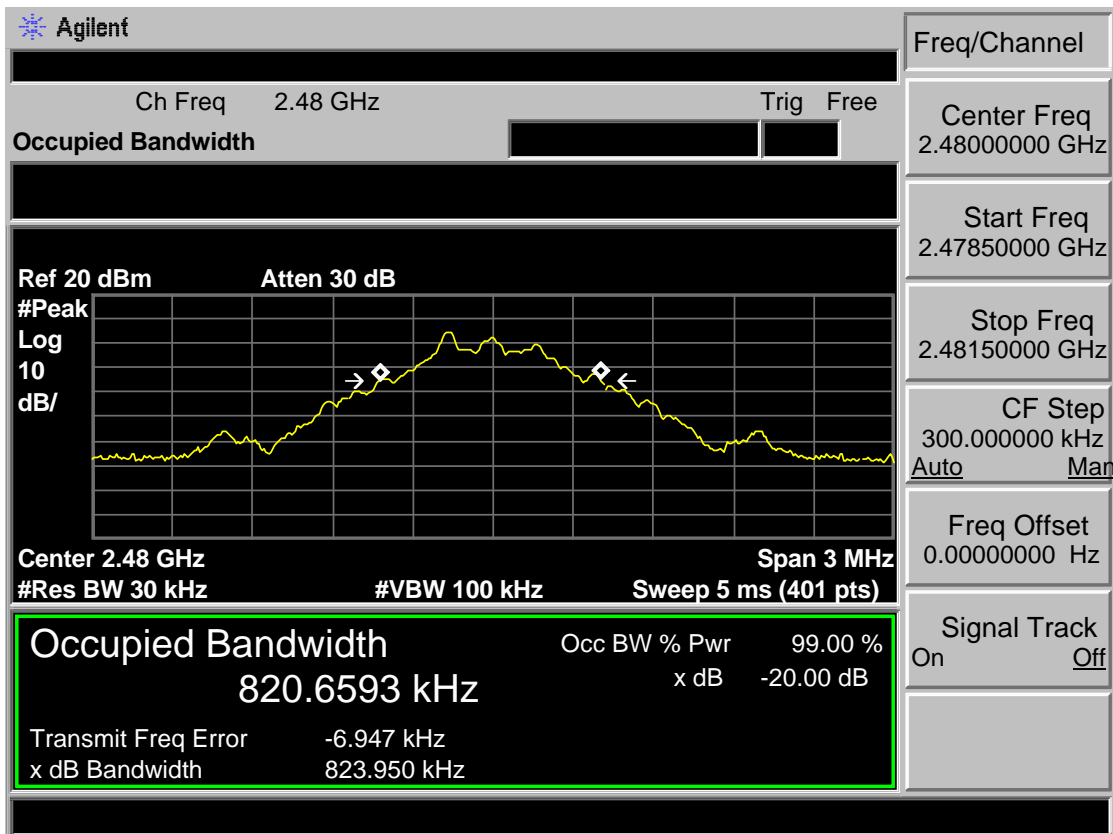 Agilent
Freq/Channel
Ch Freq 2.48 GHz Trig Free
Occupied Bandwidth
Center Freq
2.48000000 GHz
Start Freq
2.47850000 GHz
Stop Freq
2.48150000 GHz
CF Step
300.000000 kHz
Auto Man
Freq Offset
0.00000000 Hz
Signal Track
On Off
Ref 20 dBm Atten 30 dB
#Peak
Log
10
dB/
Center 2.48 GHz Span 3 MHz
#Res BW 30 kHz #VBW 100 kHz Sweep 5 ms (401 pts)
Occupied Bandwidth Occ BW % Pwr 99.00 %
820.6593 kHz x dB -20.00 dB
Transmit Freq Error -6.947 kHz
x dB Bandwidth 823.950 kHz